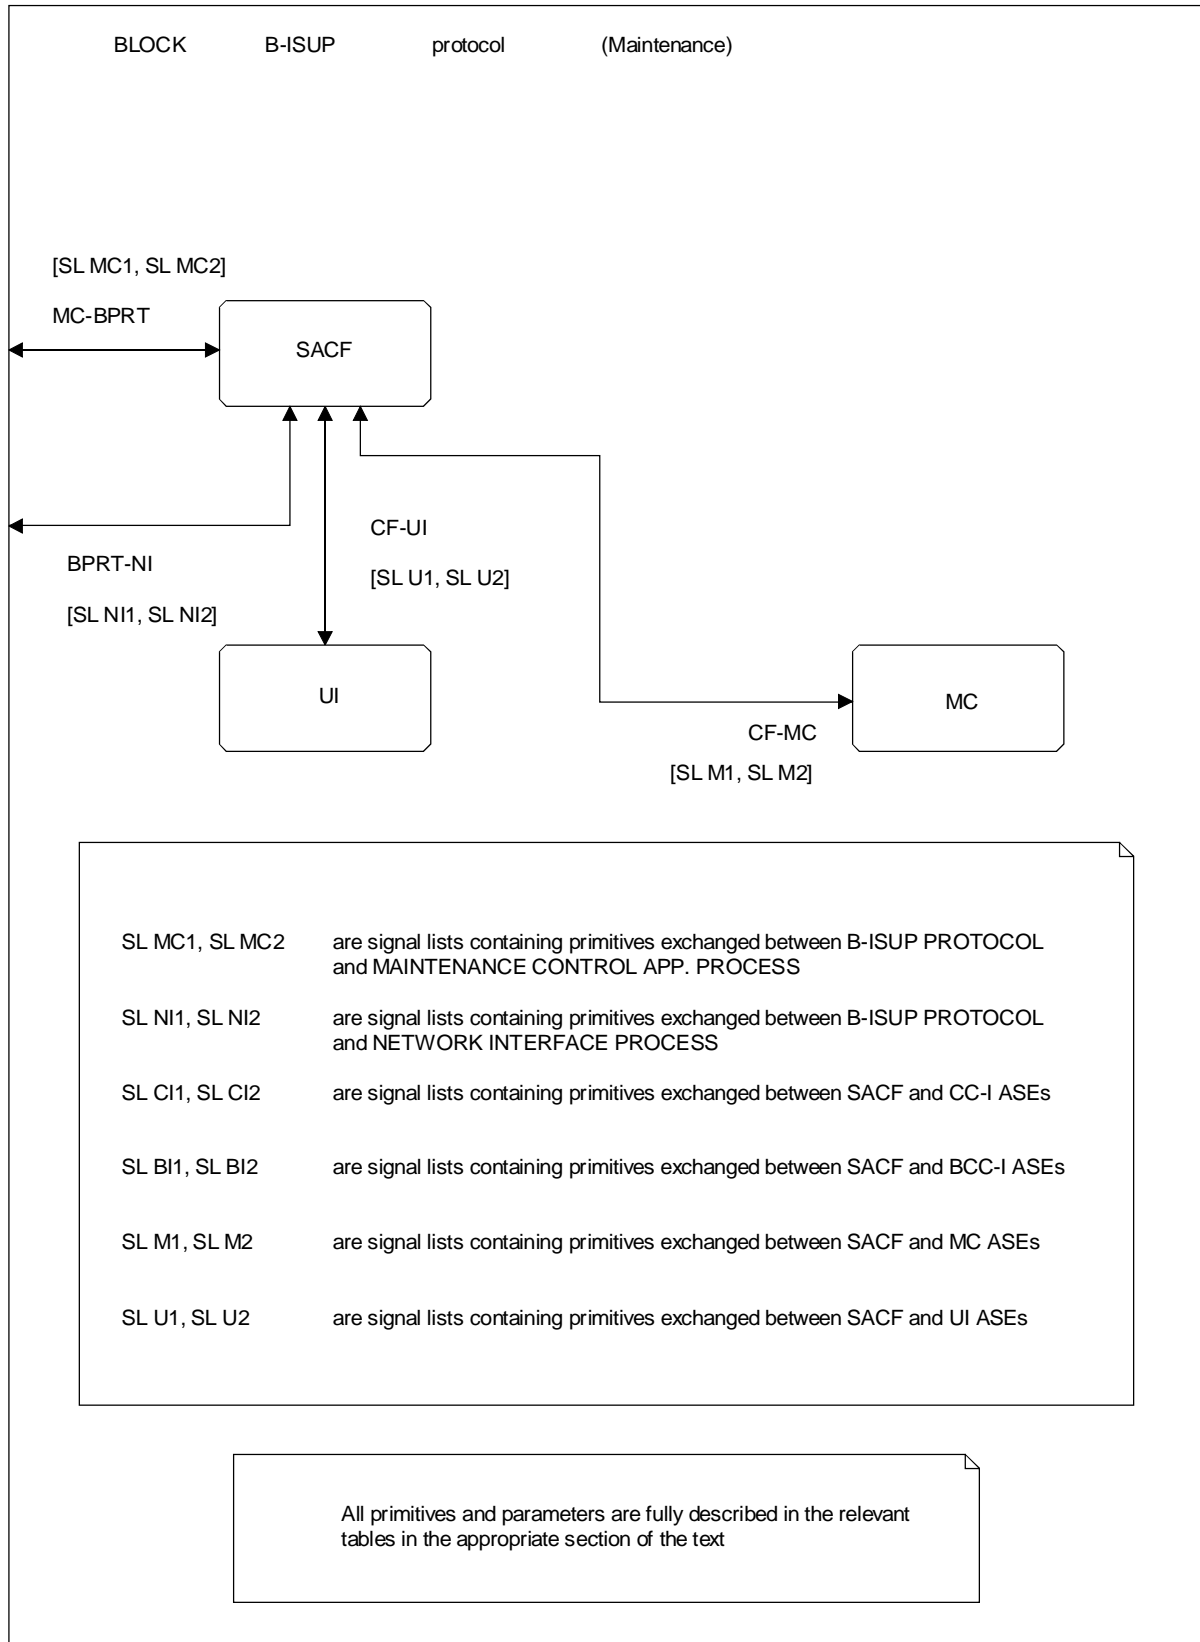 BLOCK B-ISUP protocol (Maintenance)
[SL MC1, SL MC2]
MC-BPRT
SACF
CF-UI
BPRT-NI
[SL U1, SL U2]
[SL NI1, SL NI2]
UI
MC
CF-MC
[SL M1, SL M2]
SL MC1, SL MC2 are signal lists containing primitives exchanged between B-ISUP PROTOCOL
and MAINTENANCE CONTROL APP. PROCESS
SL NI1, SL NI2 are signal lists containing primitives exchanged between B-ISUP PROTOCOL
and NETWORK INTERFACE PROCESS
SL CI1, SL CI2 are signal lists containing primitives exchanged between SACF and CC-I ASEs
SL BI1, SL BI2 are signal lists containing primitives exchanged between SACF and BCC-I ASEs
SL M1, SL M2 are signal lists containing primitives exchanged between SACF and MC ASEs
SL U1, SL U2 are signal lists containing primitives exchanged between SACF and UI ASEs
All primitives and parameters are fully described in the relevant
tables in the appropriate section of the text